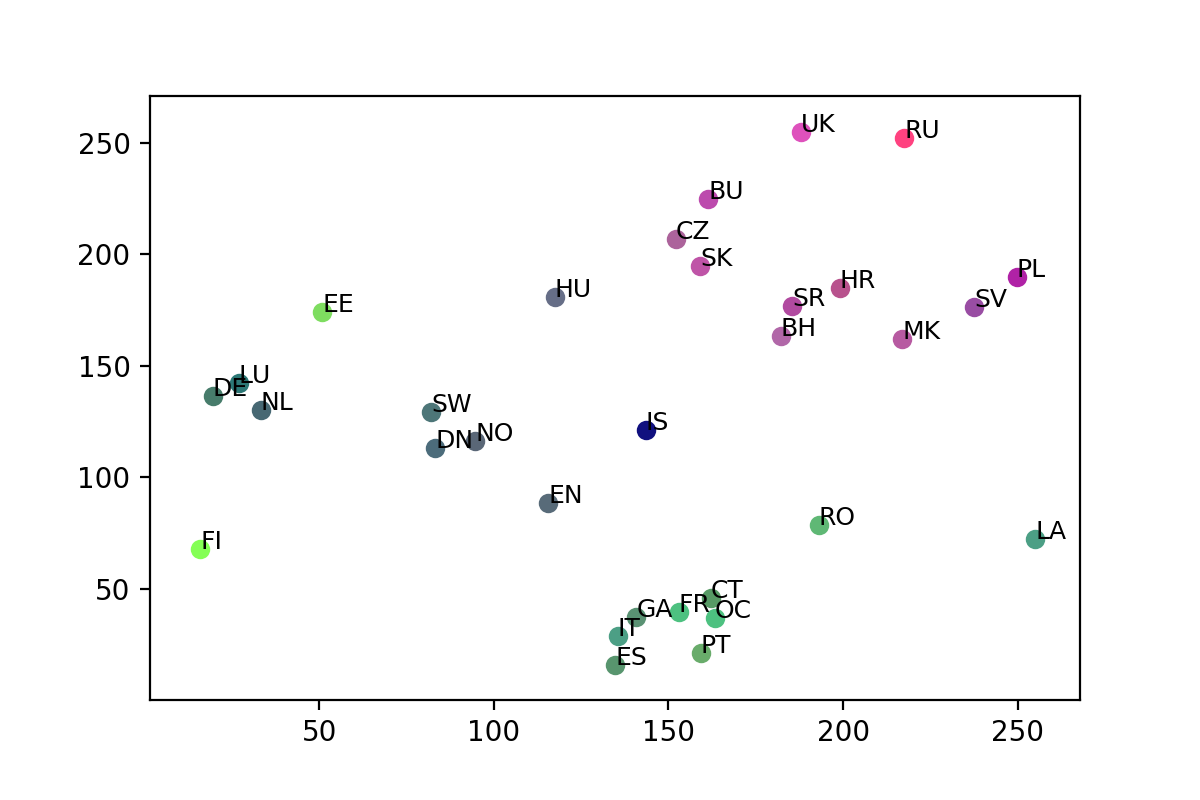 UK
RU
250
BU
CZ
200
SK
PL
HR
HU
SV
SR
EE
BH
MK
150
LU
DE
NL
SW
IS
NO
DN
100
EN
RO
LA
FI
50
CT
FR
OC
GA
IT
PT
ES
50
100
150
200
250